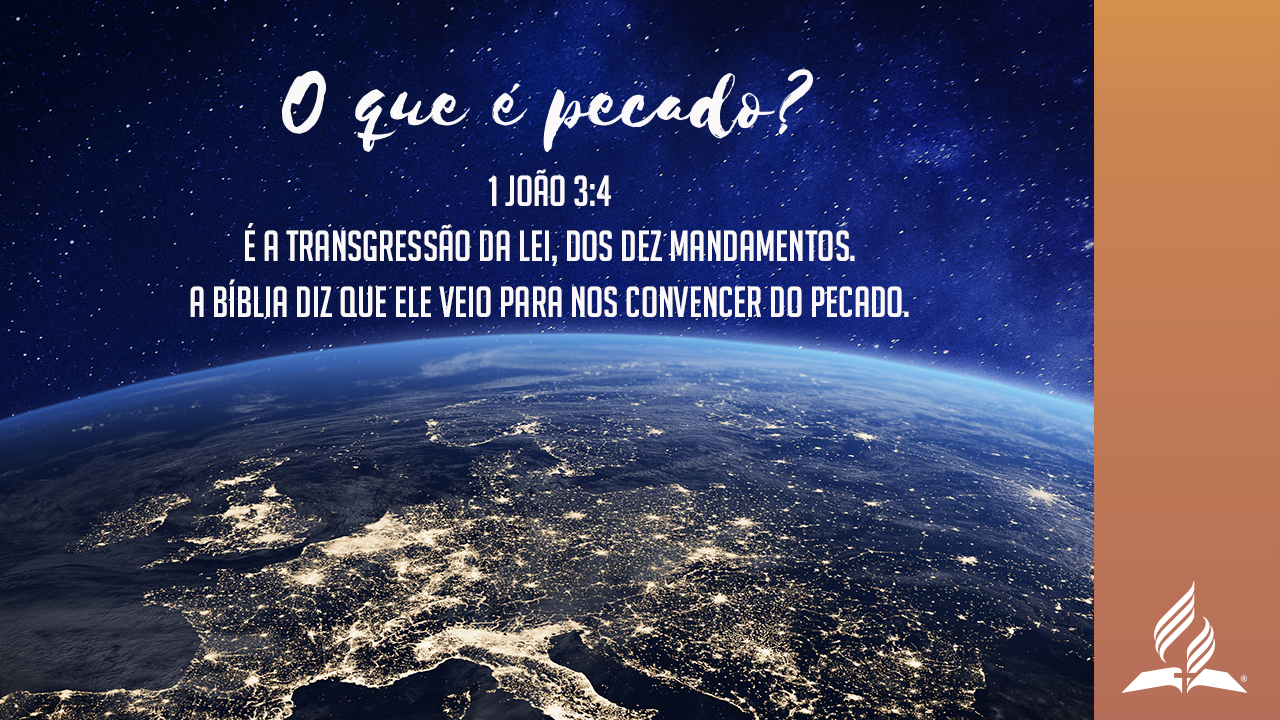 O que é pecado?
1 JOÃO 3:4
É A TRANSGRESSÃO DA LEI, DOS DEZ MANDAMENTOS.
A BÍBLIA DIZ QUE ELE VEIO PARA NOS CONVENCER DO PECADO.
®